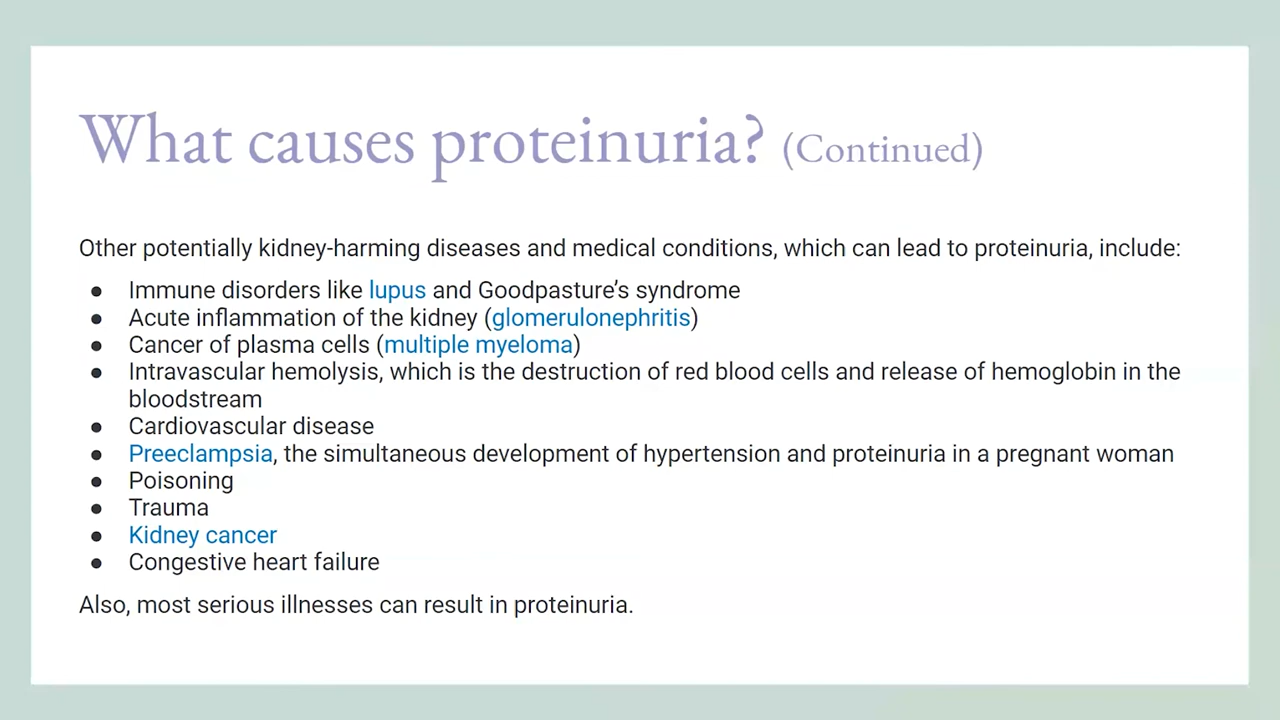 What causes proteinuria? (Continued)
Other potentially kidney-harming diseases and medical conditions, which can lead to proteinuria, include:
● Immune disorders like lupus and Goodpasture’s syndrome
● Acute inflammation of the kidney (glomerulonephritis)
● Cancer of plasma cells (multiple myeloma)
● Intravascular hemolysis, which is the destruction of red blood cells and release of hemoglobin in the
bloodstream
● Cardiovascular disease
● Preeclampsia, the simultaneous development of hypertension and proteinuria in a pregnant woman
● Poisoning
● Trauma
● Kidney cancer
● Congestive heart failure
Also, most serious illnesses can result in proteinuria.